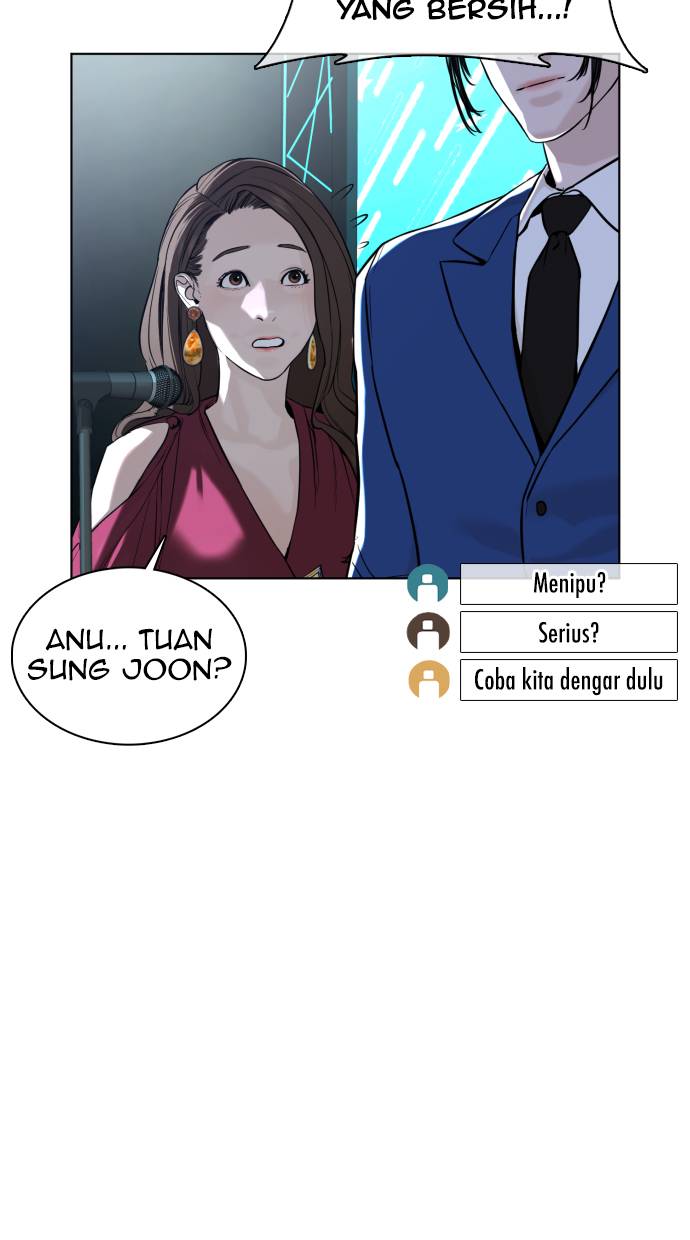 YANG BERSIH...!
Menipu?
ANU... TUAN
SUNG JOON?
Serius?
Coba kita dengar dulu